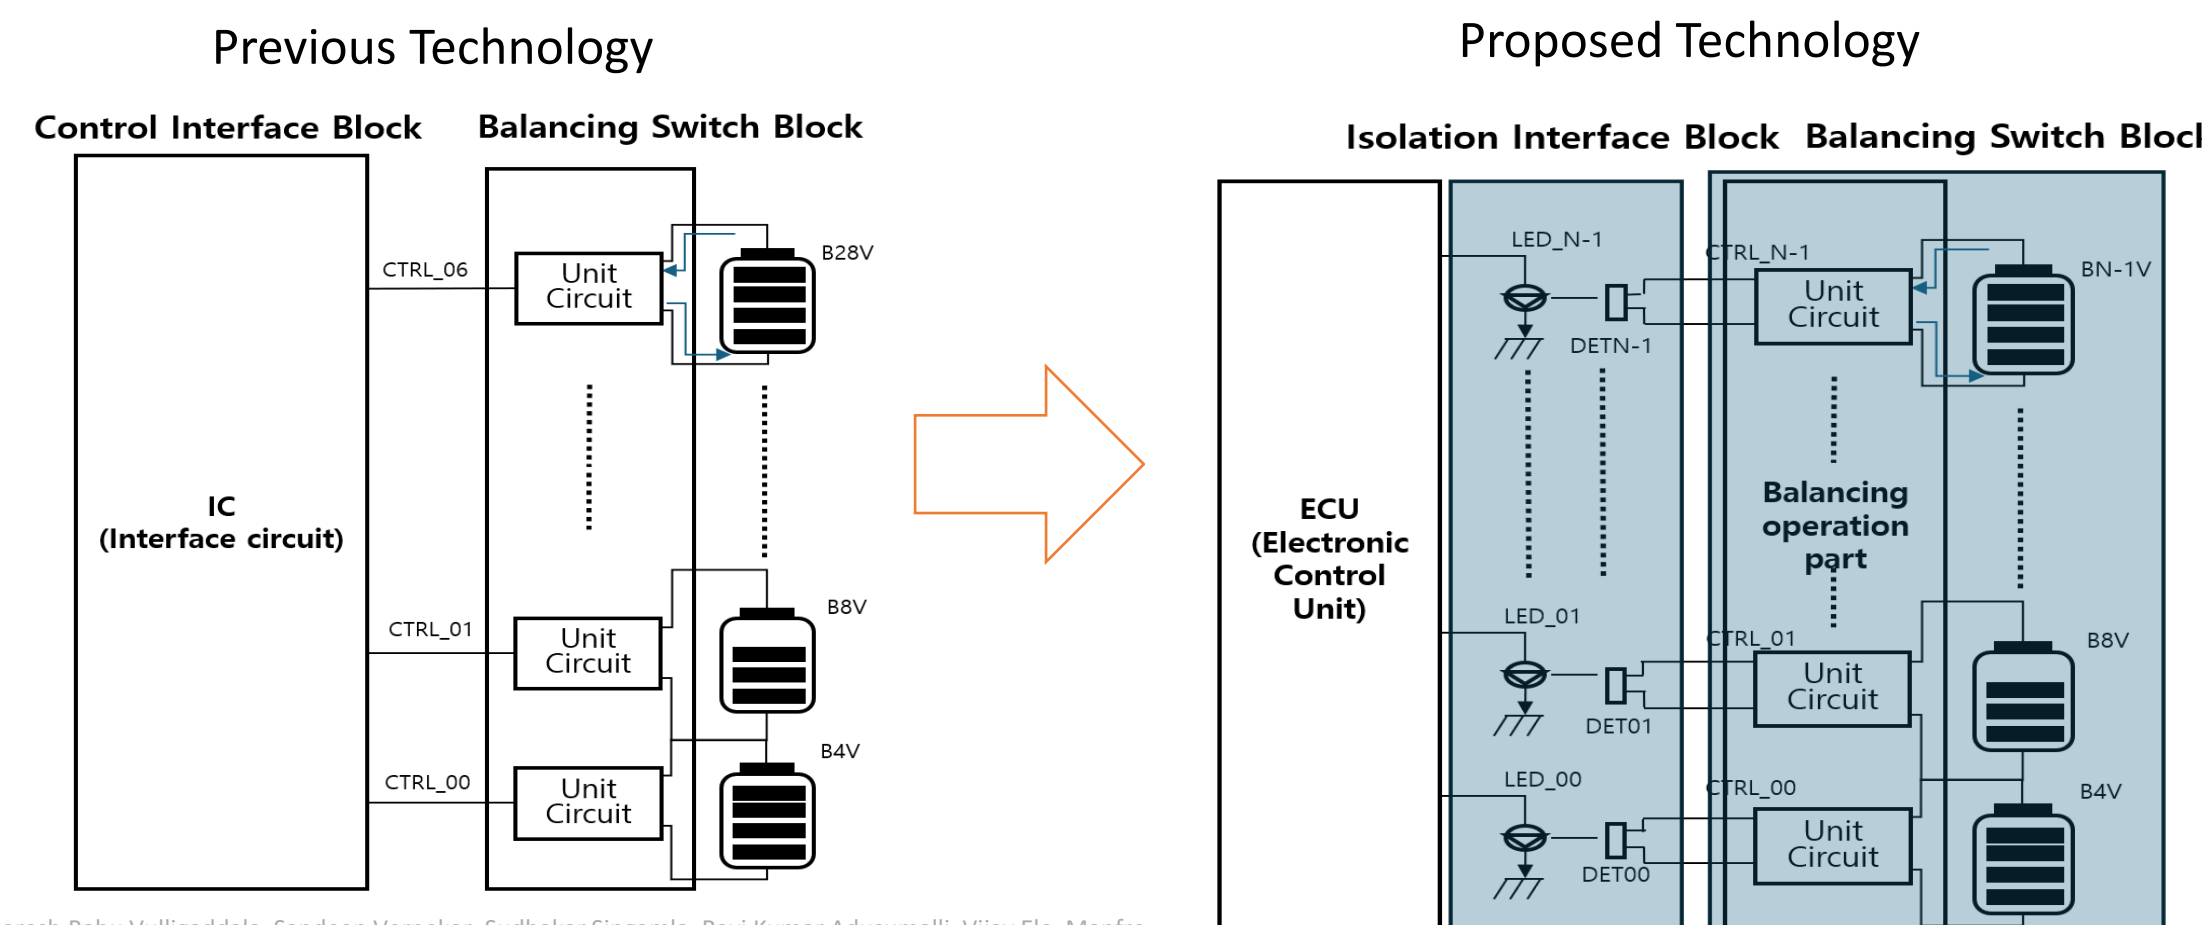 Previous Technology
Control Interface Block
Balancing Switch Block
CTRL_06
Unit
Circuit
B28V
IC
(Interface circuit)
CTRL_01
Unit
Circuit
B8V
CTRL_00
Unit
Circuit
B4V
Proposed Technology
Isolation Interface Block
Balancing Switch Block
LED_N-1
CTRL_N-1
Unit
Circuit
BN-1V
DETN-1
ECU
(Electronic
Control
Unit)
Balancing
operation
part
LED_01
CTRL_01
Unit
Circuit
B8V
DET01
LED_00
CTRL_00
Unit
Circuit
B4V
DET00